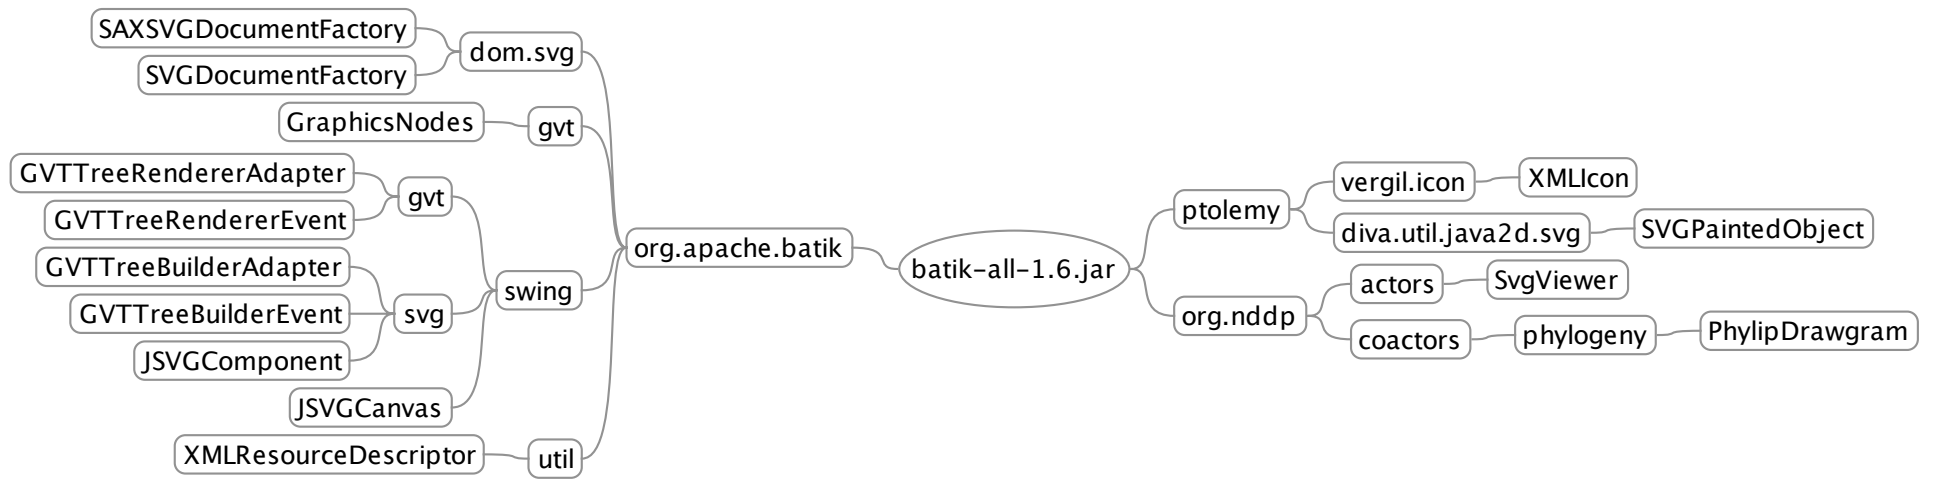 SAXSVGDocumentFactory
SVGDocumentFactory
dom.svg
GraphicsNodes
gvt
GVTTreeRendererAdapter
GVTTreeRendererEvent
gvt
GVTTreeBuilderAdapter
GVTTreeBuilderEvent
JSVGComponent
svg
JSVGCanvas
swing
XMLResourceDescriptor
util
org.apache.batik
batik-all-1.6.jar
ptolemy
vergil.icon
XMLIcon
diva.util.java2d.svg
SVGPaintedObject
org.nddp
actors
SvgViewer
coactors
phylogeny
PhylipDrawgram